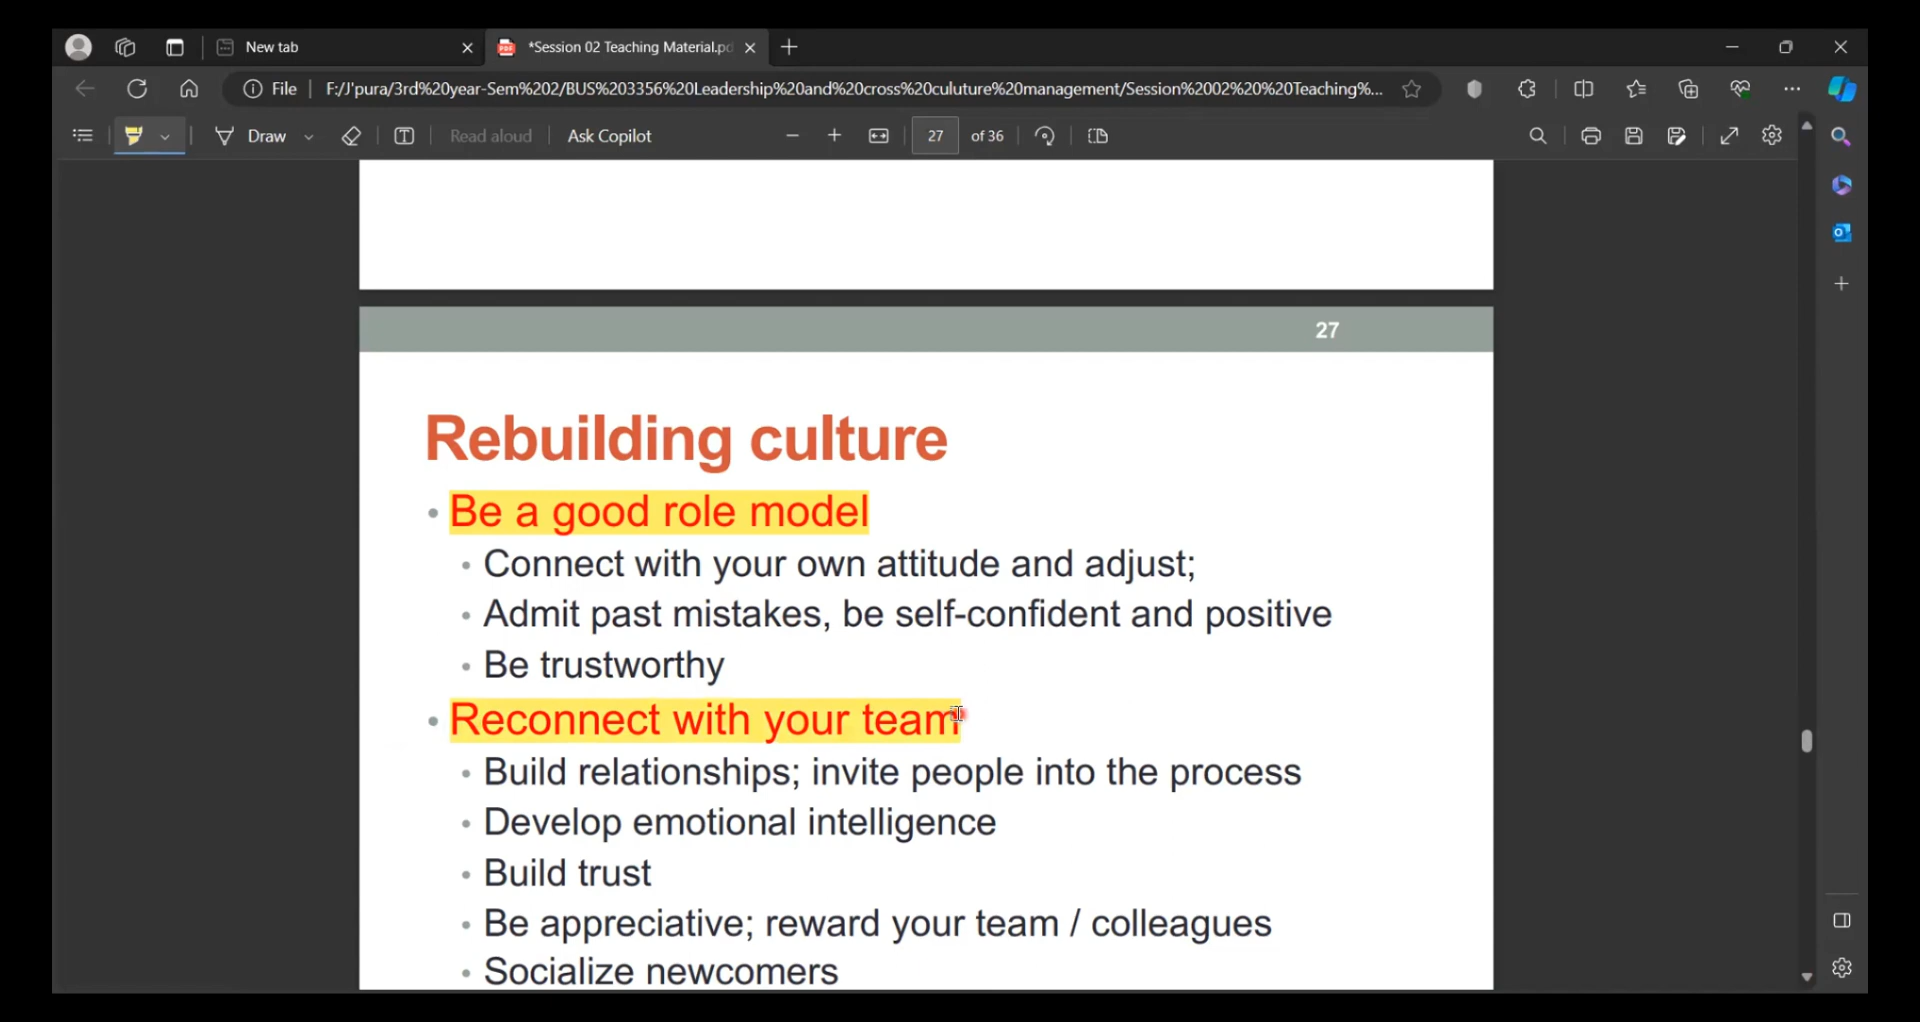 New tab
*Session 02 Teaching Material.pd
File
F:/J'pura/3rd%20year-Sem%202/BUS%203356%20Leadership%20and%20cross%20culuture%20management/Session%2002%20%20Teaching%...
Draw
Read aloud
Ask Copilot
27 of 36
27
Rebuilding culture
• Be a good role model
• Connect with your own attitude and adjust;
• Admit past mistakes, be self-confident and positive
• Be trustworthy
• Reconnect with your team
• Build relationships; invite people into the process
• Develop emotional intelligence
• Build trust
• Be appreciative; reward your team / colleagues
• Socialize newcomers